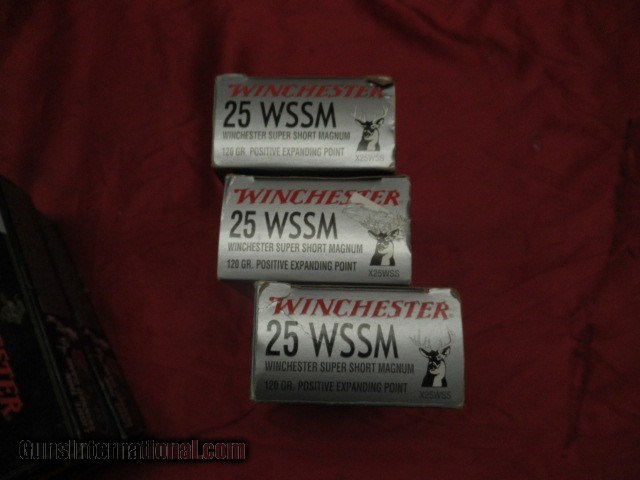 WINCHESTER
25 WSSM
WINCHESTER SUPER SHORT MAGNUM
120 GR. POSITIVE EXPANDING POINT
X25WSS
WINCHESTER
25 WSSM
WINCHESTER SUPER SHORT MAGNUM
120 GR. POSITIVE EXPANDING POINT
X25WSS
WINCHESTER
25 WSSM
WINCHESTER SUPER SHORT MAGNUM
120 GR. POSITIVE EXPANDING POINT
X25WSS
GunsInternational.com